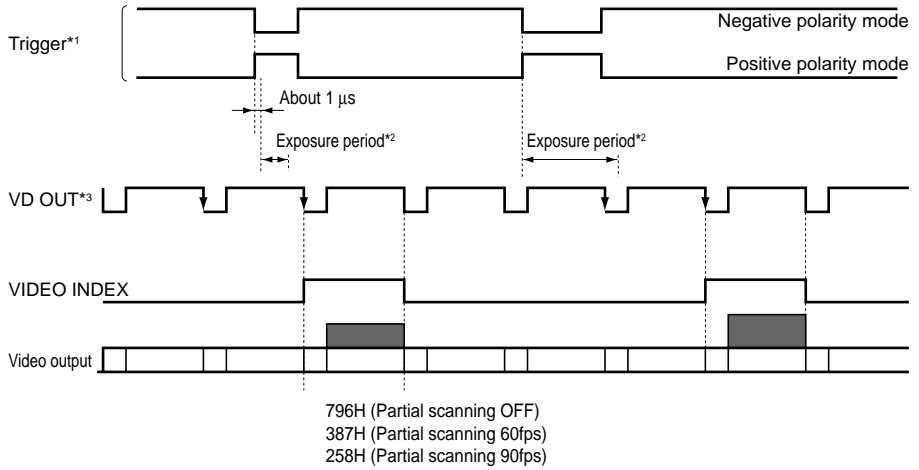 Negative polarity mode
Trigger*1
Positive polarity mode
About 1 μs
Exposure period*2
Exposure period*2
VD OUT*3
VIDEO INDEX
Video output
796H (Partial scanning OFF)
387H (Partial scanning 60fps)
258H (Partial scanning 90fps)